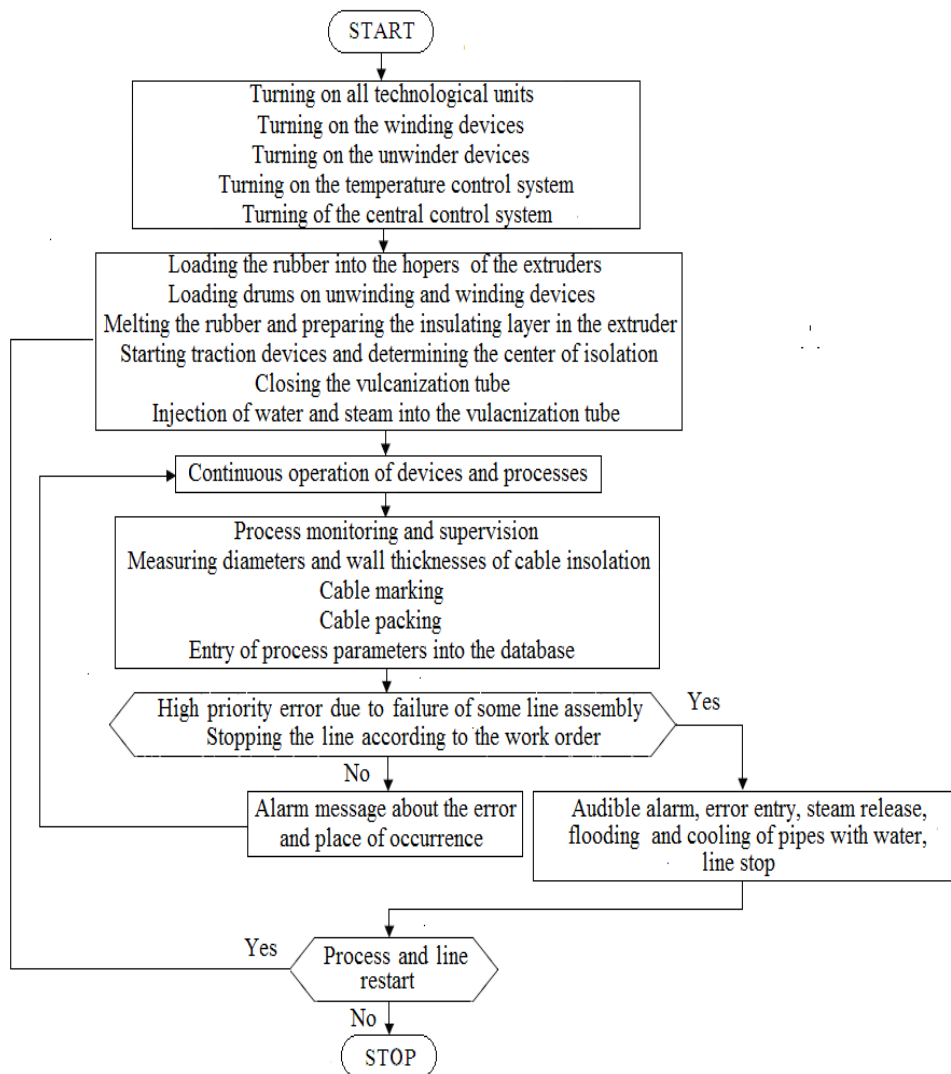 START
Turning on all technological units
Turning on the winding devices
Turning on the unwinder devices
Turning on the temperature control system
Turning of the central control system
Loading the rubber into the hopers of the extruders
Loading drums on unwinding and winding devices
Melting the rubber and preparing the insulating layer in the extruder
Starting traction devices and determining the center of isolation
Closing the vulcanization tube
Injection of water and steam into the vulacnization tube
Continuous operation of devices and processes
Process monitoring and supervision
Measuring diameters and wall thicknesses of cable insolation
Cable marking
Cable packing
Entry of process parameters into the database
High priority error due to failure of some line assembly
Stopping the line according to the work order
Yes
No
Alarm message about the error
and place of occurrence
Audible alarm, error entry, steam release,
flooding and cooling of pipes with water,
line stop
Yes
Process and line
restart
No
STOP